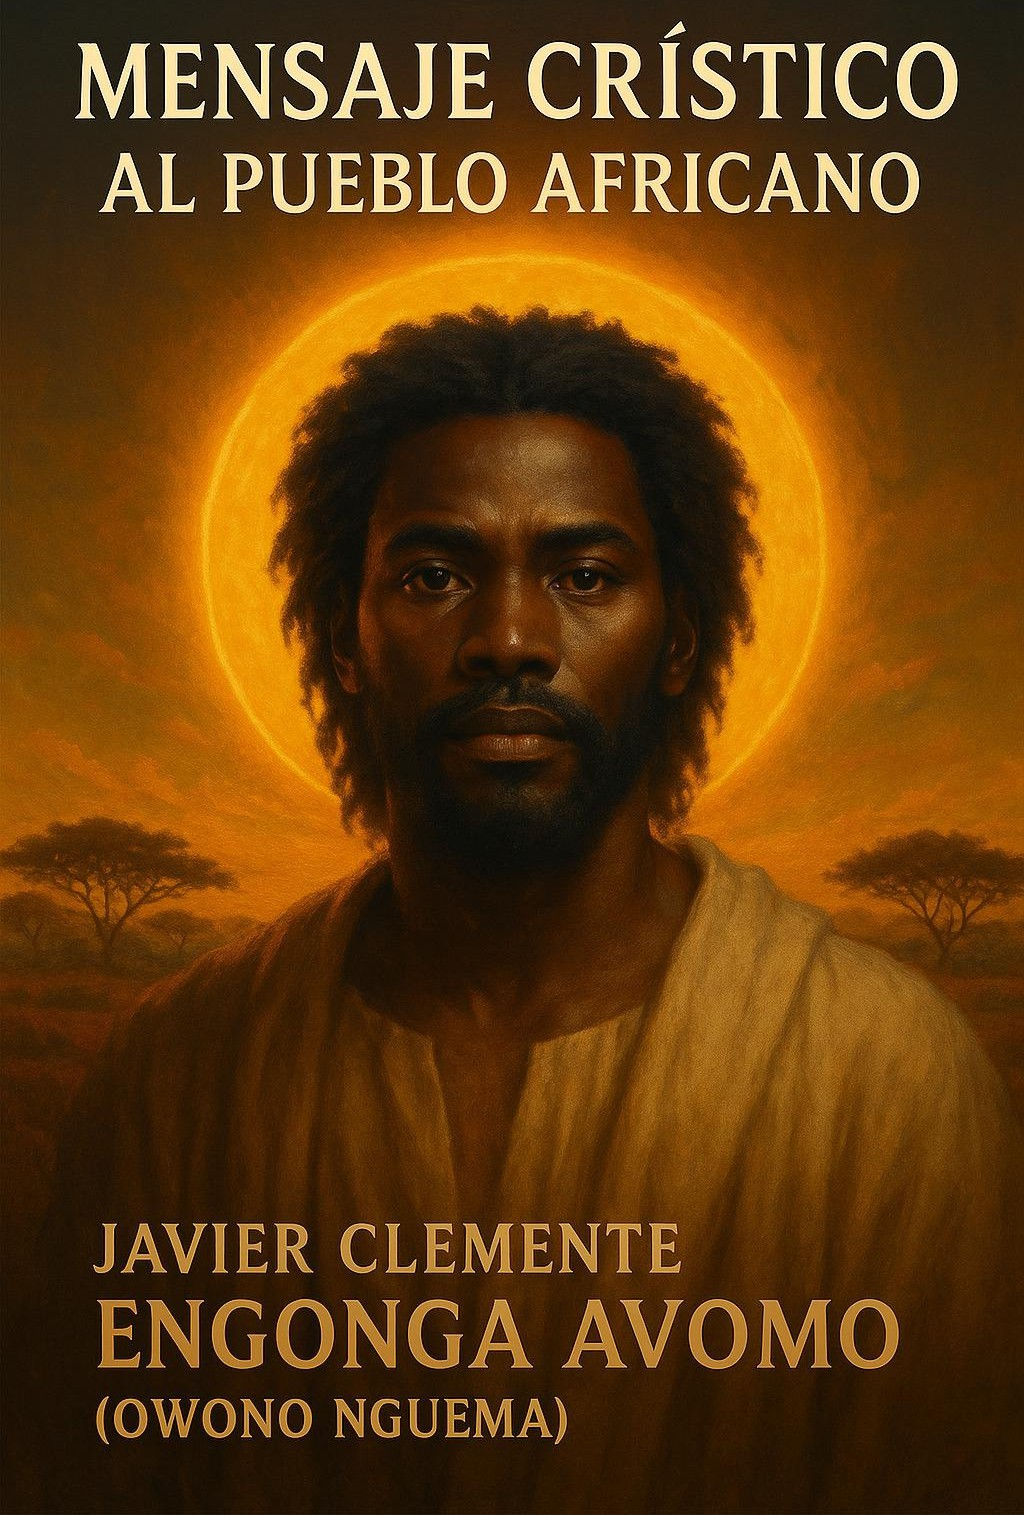 MENSAJE CRÍSTICO
AL PUEBLO AFRICANO
JAVIER CLEMENTE
ENGONGA AVOMO
(OWONO NGUEMA)